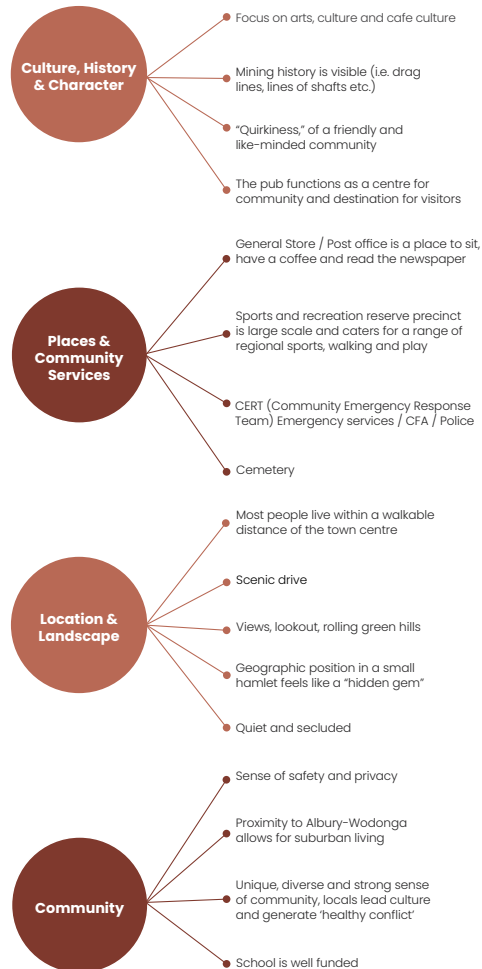 Culture, History
& Character
Focus on arts, culture and cafe culture
Mining history is visible (i.e. drag
lines, lines of shafts etc.)
“Quirkiness,” of a friendly and
like-minded community
The pub functions as a centre for
community and destination for visitors
Places &
Community
Services
General Store / Post office is a place to sit,
have a coffee and read the newspaper
Sports and recreation reserve precinct
is large scale and caters for a range of
regional sports, walking and play
CERT (Community Emergency Response
Team) Emergency services / CFA / Police
Cemetery
Location &
Landscape
Most people live within a walkable
distance of the town centre
Scenic drive
Views, lookout, rolling green hills
Geographic position in a small
hamlet feels like a “hidden gem”
Quiet and secluded
Community
Sense of safety and privacy
Proximity to Albury-Wodonga
allows for suburban living
Unique, diverse and strong sense
of community, locals lead culture
and generate ‘healthy conflict’
School is well funded